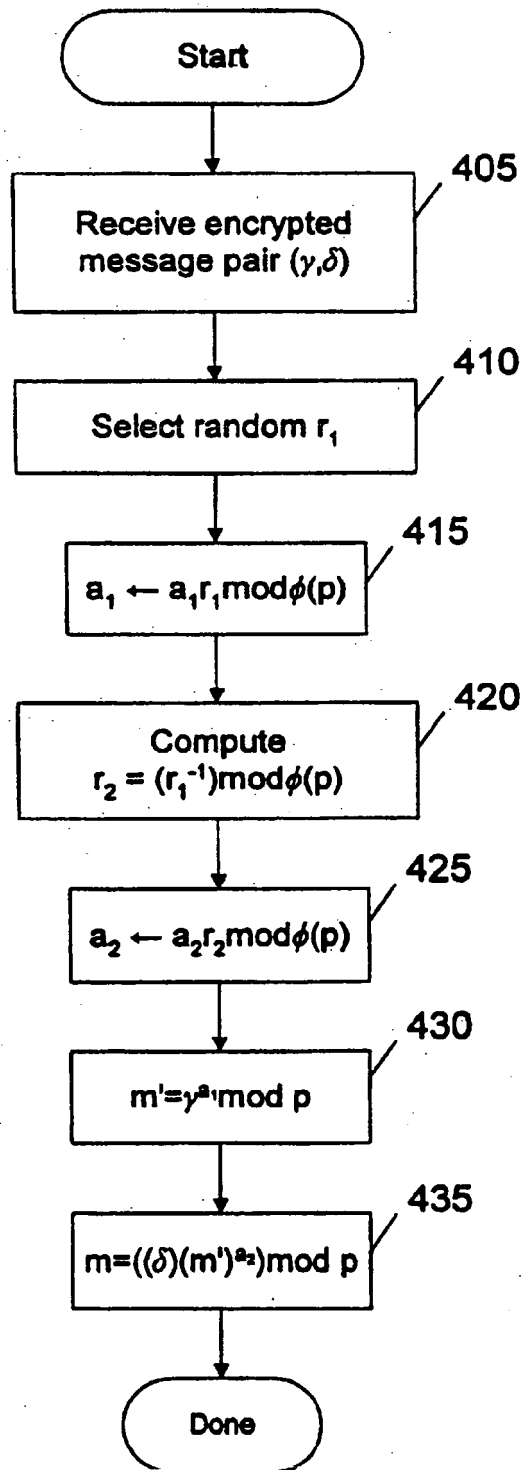 Start
405
Receive encrypted
message pair (γ,δ)
410
Select random r₁
415
a₁ ← a₁r₁modϕ(p)
420
Compute
r₂ = (r₁⁻¹)modϕ(p)
425
a₂ ← a₂r₂modϕ(p)
430
m'=γ^a₁mod p
435
m=((δ)(m')^a₂)mod p
Done